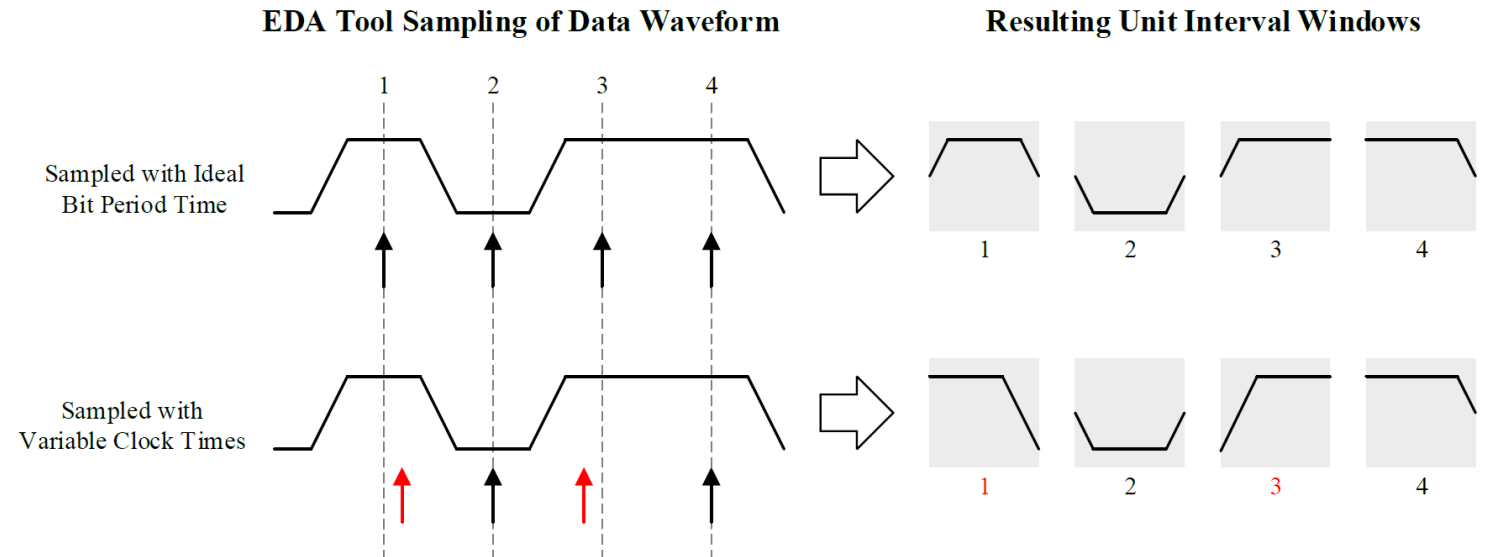 EDA Tool Sampling of Data Waveform
Resulting Unit Interval Windows
1 2 3 4
Sampled with Ideal
Bit Period Time
1 2 3 4
Sampled with
Variable Clock Times
1 2 3 4